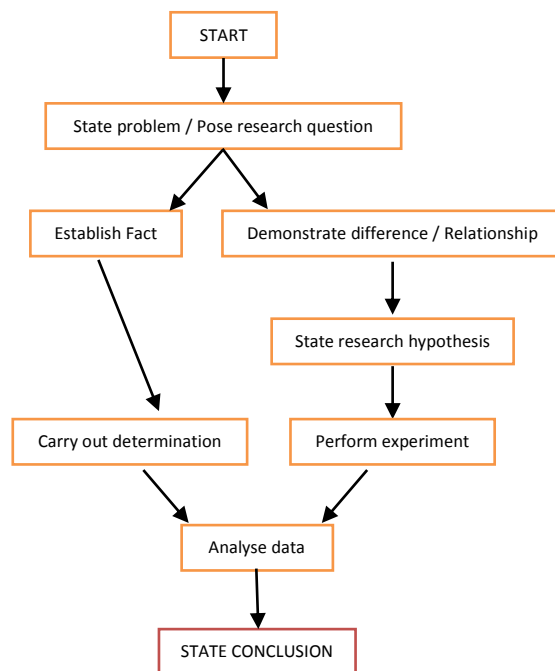 START
State problem / Pose research question
Establish Fact
Demonstrate difference / Relationship
State research hypothesis
Carry out determination
Perform experiment
Analyse data
STATE CONCLUSION